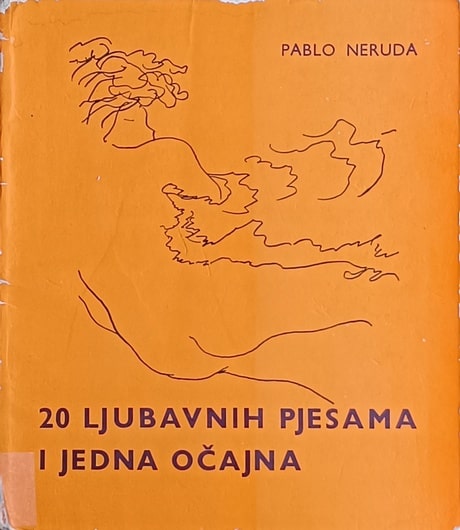 PABLO NERUDA
20 LJUBAVNIH PJESAMA
I JEDNA OČAJNA